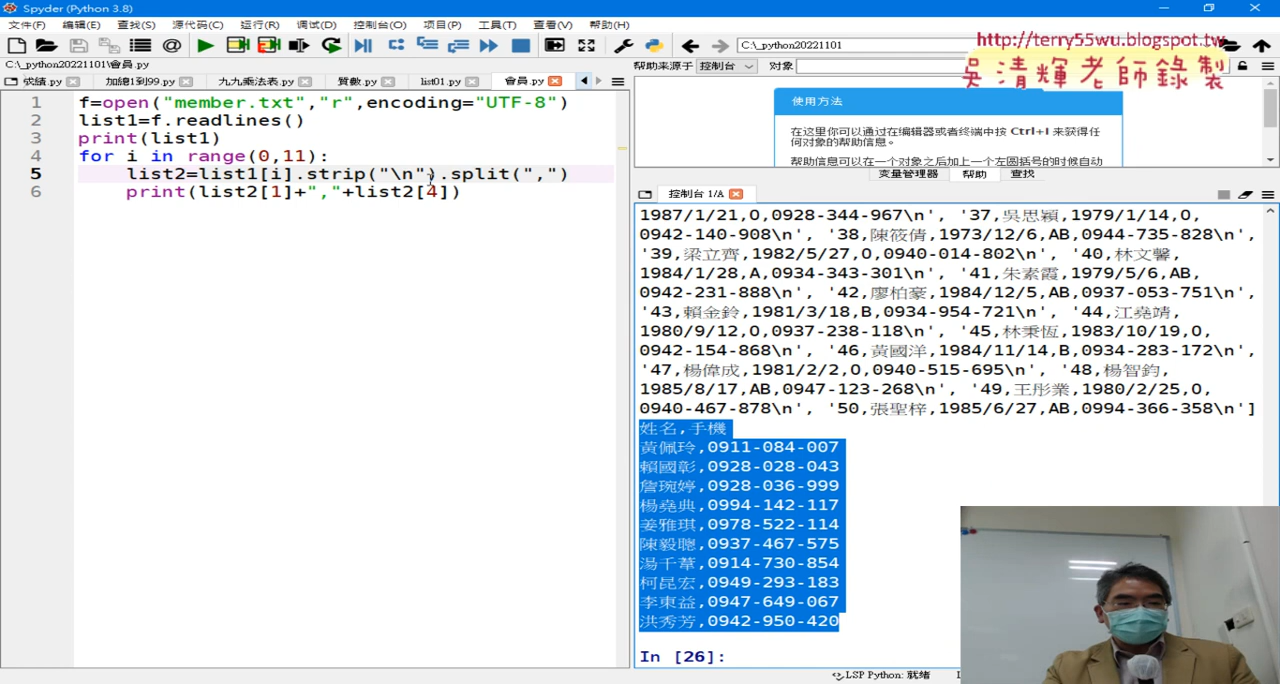 Spyder (Python 3.8)
文件(F) 编辑(E) 查找(S) 源代码(C) 运行(R) 调试(D) 控制台(O) 项目(P) 工具(T) 查看(V) 帮助(H)
C:\_python20221101
http://terry55wu.blogspot.tw
吳清輝老師錄製
C:\_python20221101\會員.py
帮助来源于 控制台 对象
成績.py 加總1到99.py 九九乘法表.py 質數.py list01.py 會員.py
使用方法
在这里你可以通过在编辑器或者终端中按 Ctrl+I 来获得任
何对象的帮助信息。
帮助信息可以在一个对象之后加上一个左圆括号的时候自动
变量管理器 帮助 查找
1 f=open("member.txt","r",encoding="UTF-8")
2 list1=f.readlines()
3 print(list1)
4 for i in range(0,11):
5 list2=list1[i].strip("\n").split(",")
6 print(list2[1]+","+list2[4])
控制台 1/A
1987/1/21,O,0928-344-967\n', '37,吳思穎,1979/1/14,O,
0942-140-908\n', '38,陳筱倩,1973/12/6,AB,0944-735-828\n',
'39,梁立齊,1982/5/27,O,0940-014-802\n', '40,林文馨,
1984/1/28,A,0934-343-301\n', '41,朱素霞,1979/5/6,AB,
0942-231-888\n', '42,廖柏豪,1984/12/5,AB,0937-053-751\n',
'43,賴金鈴,1981/3/18,B,0934-954-721\n', '44,江堯靖,
1980/9/12,O,0937-238-118\n', '45,林秉恆,1983/10/19,O,
0942-154-868\n', '46,黃國洋,1984/11/14,B,0934-283-172\n',
'47,楊偉成,1981/2/2,O,0940-515-695\n', '48,楊智鈞,
1985/8/17,AB,0947-123-268\n', '49,王彤業,1980/2/25,O,
0940-467-878\n', '50,張聖梓,1985/6/27,AB,0994-366-358\n']
姓名,手機
黃佩玲,0911-084-007
賴國彰,0928-028-043
詹琬婷,0928-036-999
楊堯典,0994-142-117
姜雅琪,0978-522-114
陳毅聰,0937-467-575
湯千葦,0914-730-854
柯昆宏,0949-293-183
李東益,0947-649-067
洪秀芳,0942-950-420
In [26]:
LSP Python: 就绪